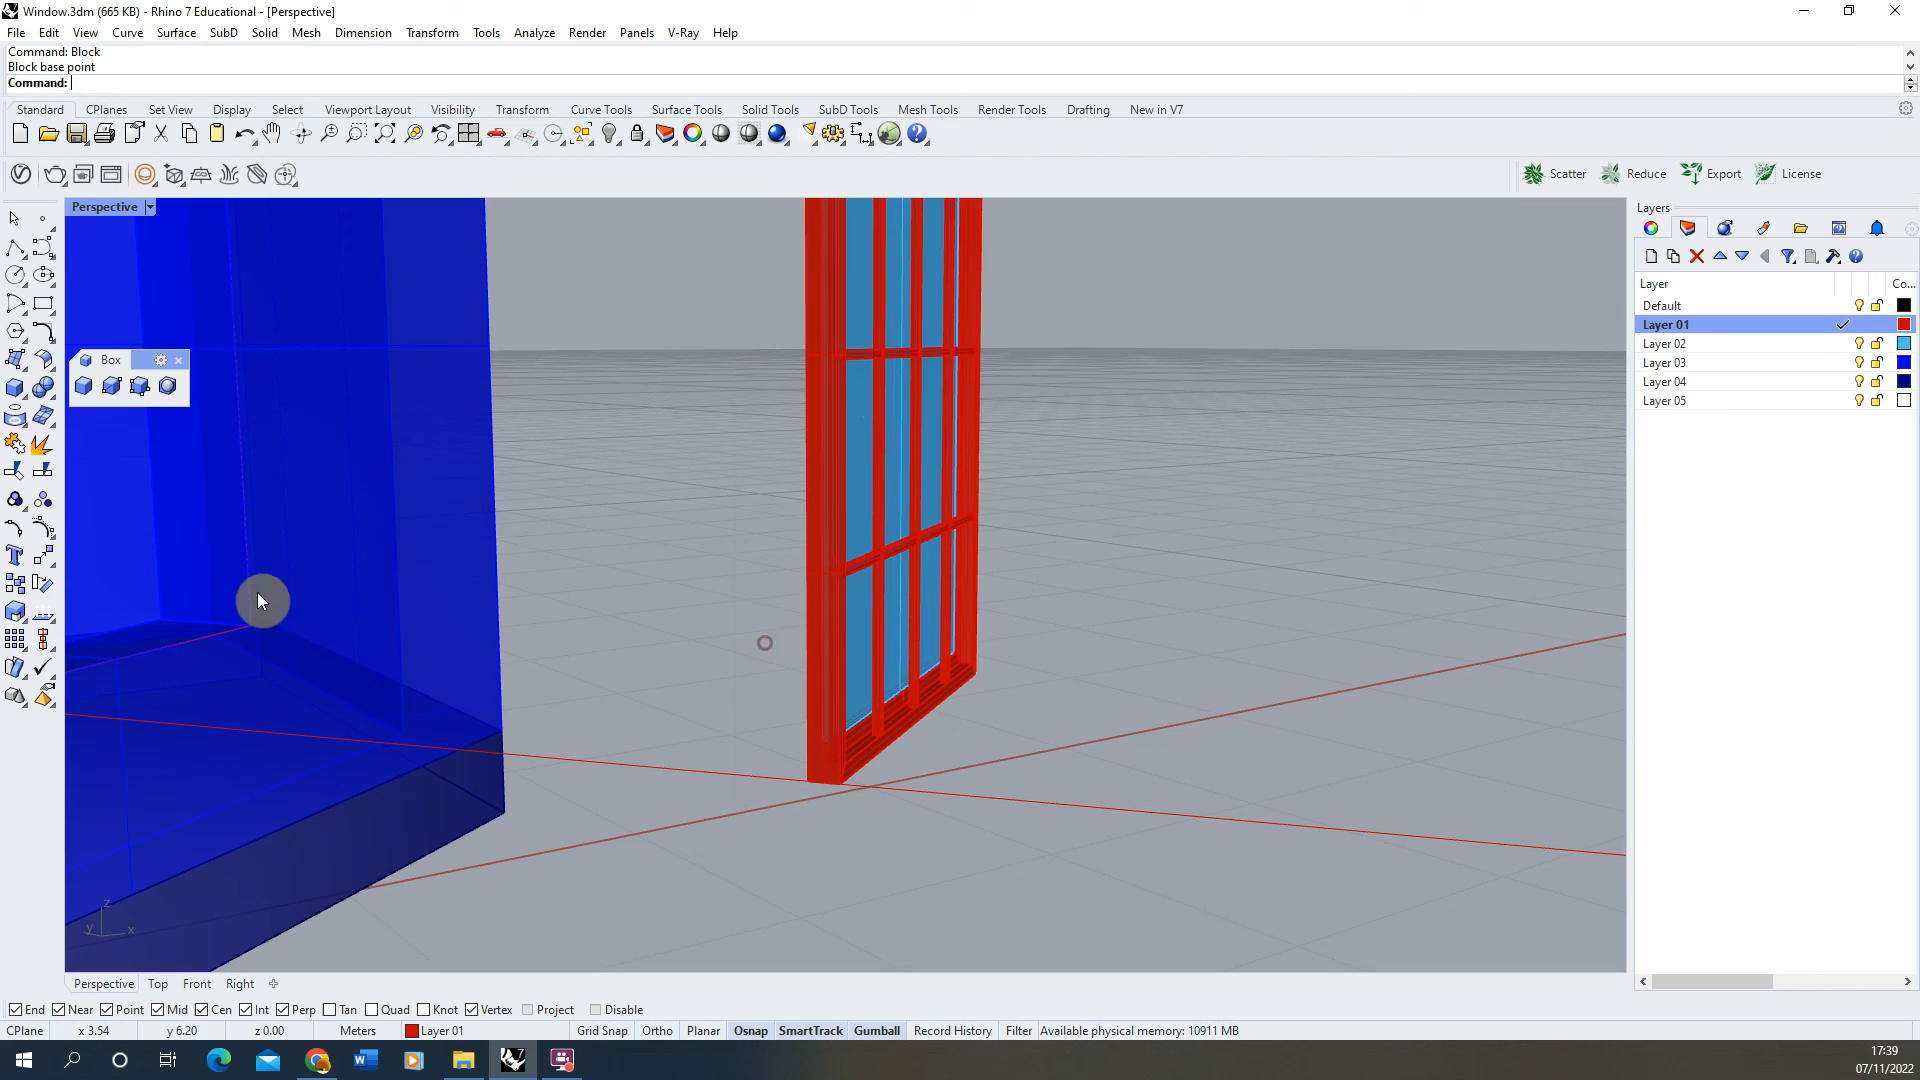 Window.3dm (665 KB) - Rhino 7 Educational - [Perspective]
File Edit View Curve Surface SubD Solid Mesh Dimension Transform Tools Analyze Render Panels V-Ray Help
Command: Block
Block base point
Command:
Standard CPlanes Set View Display Select Viewport Layout Visibility Transform Curve Tools Surface Tools Solid Tools SubD Tools Mesh Tools Render Tools Drafting New in V7
Scatter Reduce Export License
Perspective
Layers
Layer Co...
Default
Layer 01
Layer 02
Layer 03
Layer 04
Layer 05
Box
z
y x
Perspective Top Front Right
End Near Point Mid Cen Int Perp Tan Quad Knot Vertex Project Disable
CPlane x 3.54 y 6.20 z 0.00 Meters Layer 01 Grid Snap Ortho Planar Osnap SmartTrack Gumball Record History Filter Available physical memory: 10911 MB
17:39
07/11/2022